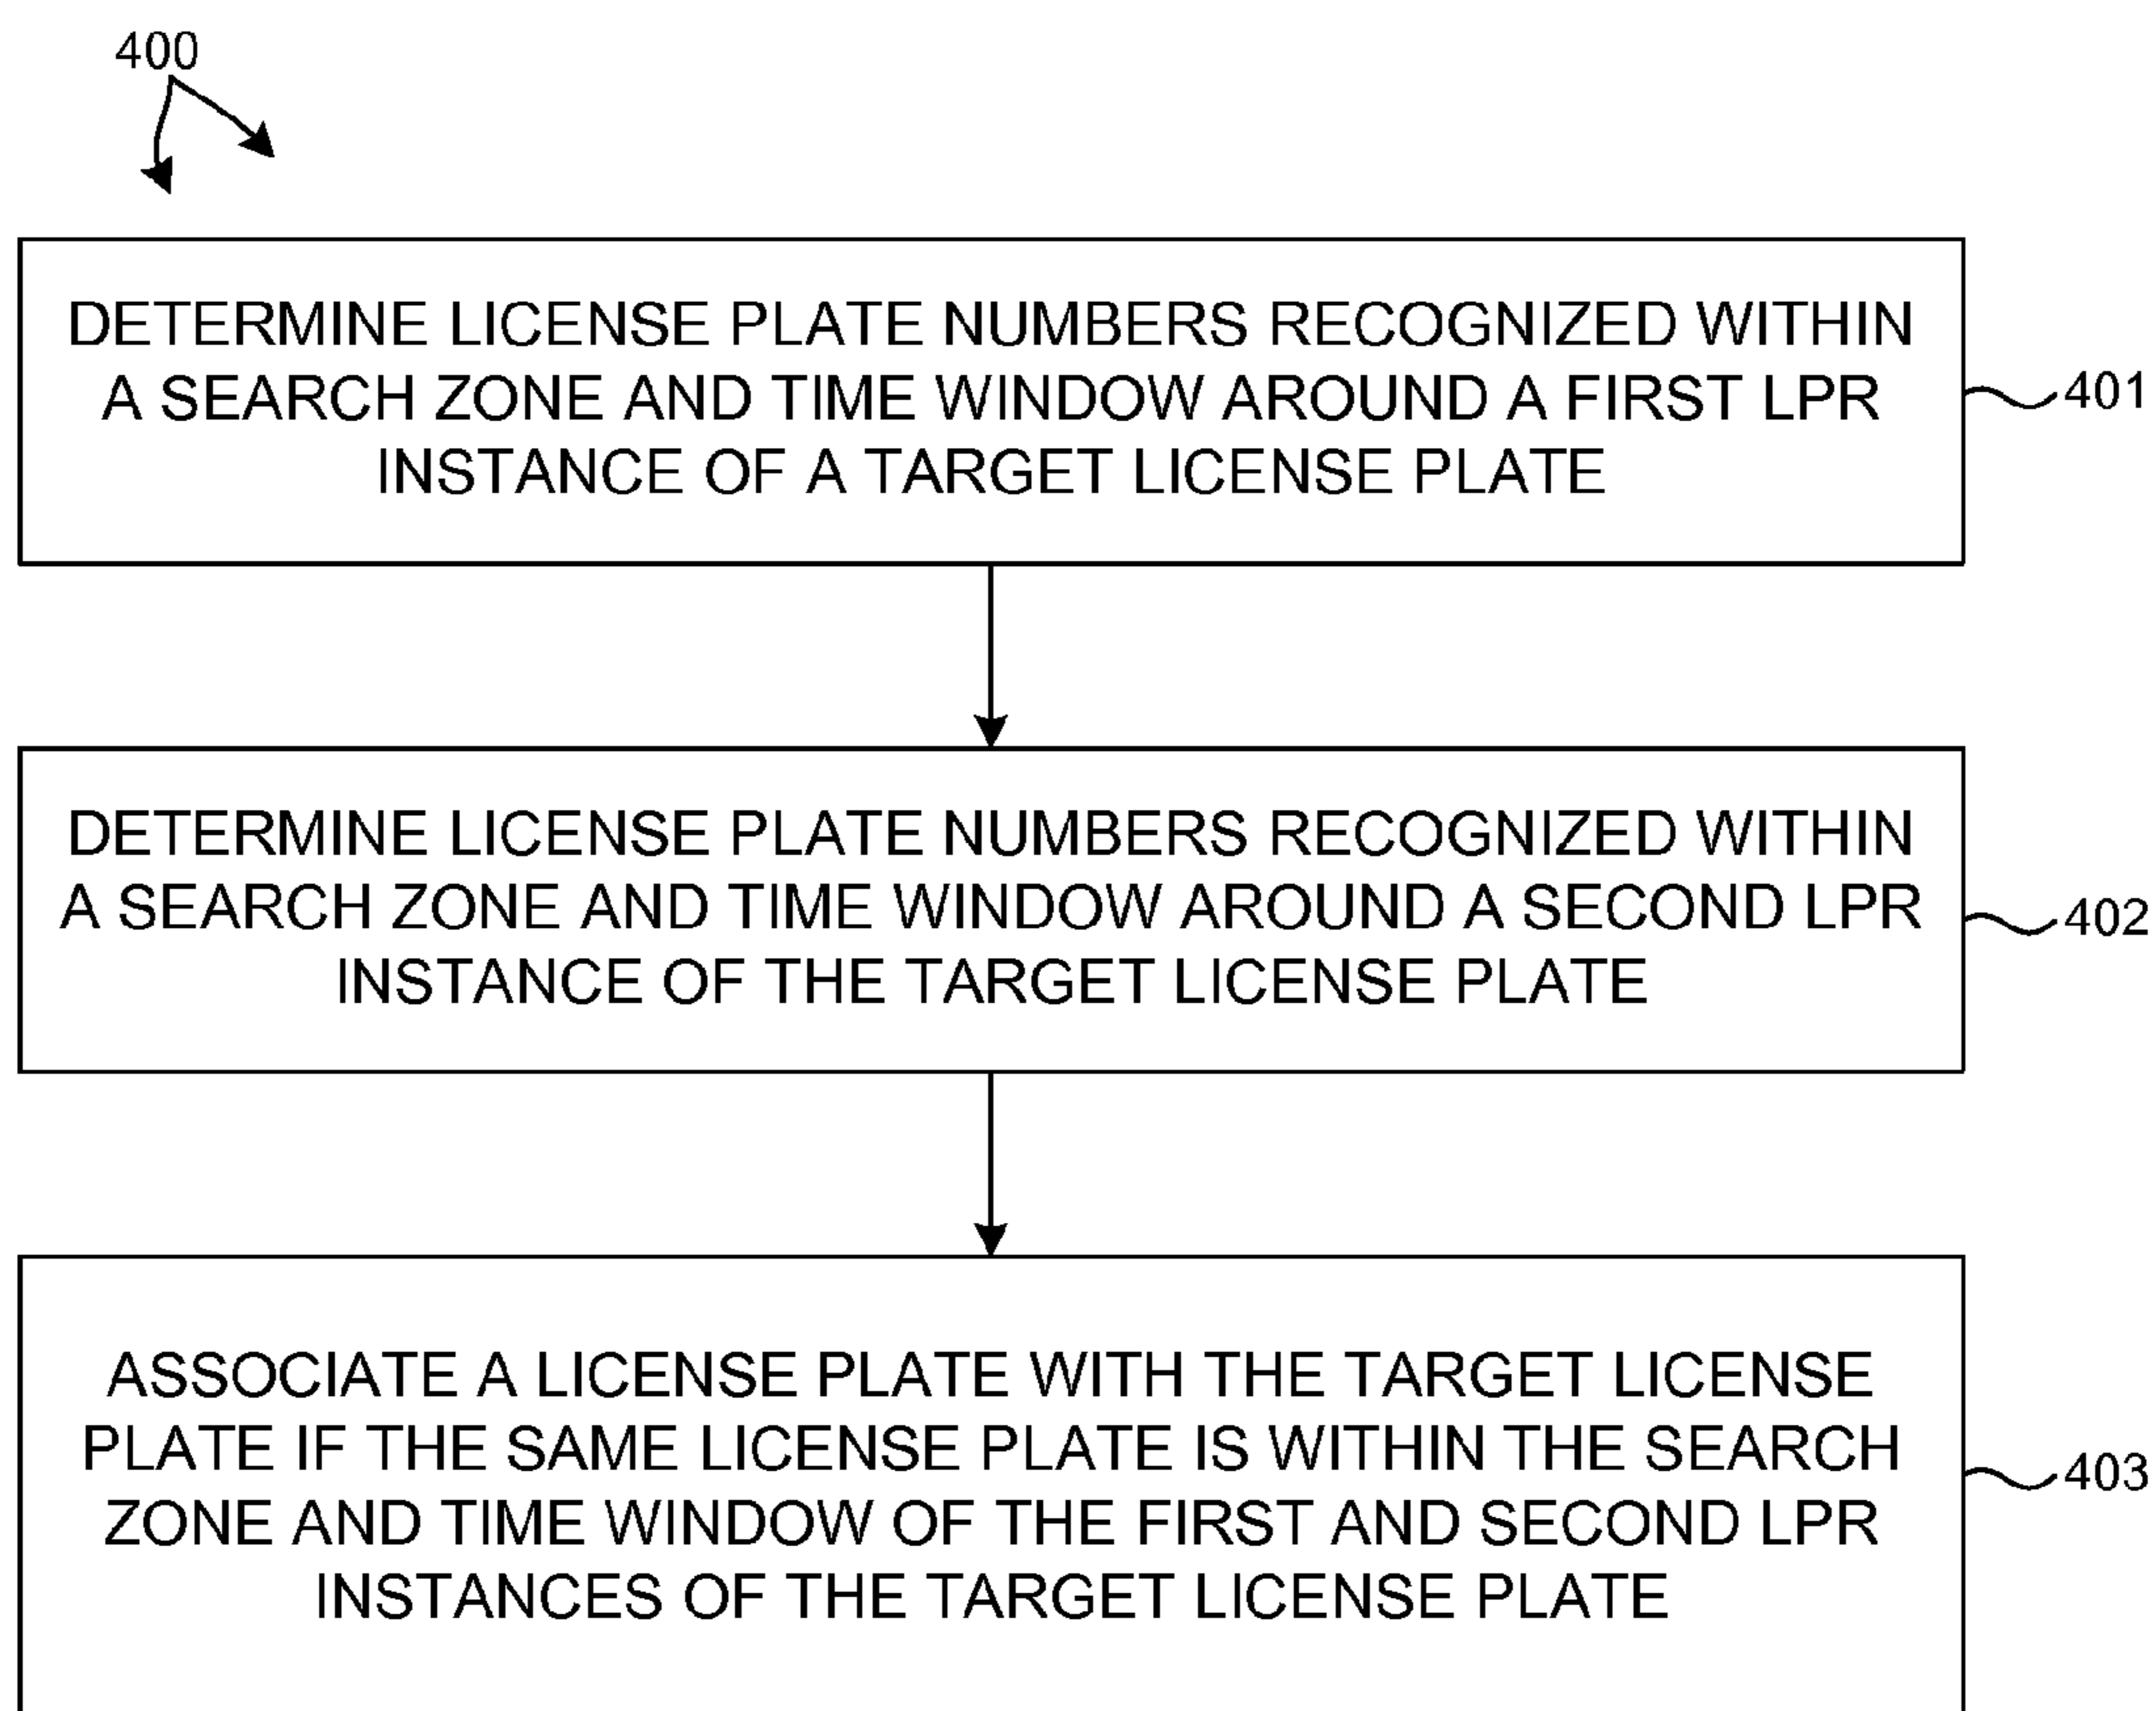 400
DETERMINE LICENSE PLATE NUMBERS RECOGNIZED WITHIN
A SEARCH ZONE AND TIME WINDOW AROUND A FIRST LPR
INSTANCE OF A TARGET LICENSE PLATE
401
DETERMINE LICENSE PLATE NUMBERS RECOGNIZED WITHIN
A SEARCH ZONE AND TIME WINDOW AROUND A SECOND LPR
INSTANCE OF THE TARGET LICENSE PLATE
402
ASSOCIATE A LICENSE PLATE WITH THE TARGET LICENSE
PLATE IF THE SAME LICENSE PLATE IS WITHIN THE SEARCH
ZONE AND TIME WINDOW OF THE FIRST AND SECOND LPR
INSTANCES OF THE TARGET LICENSE PLATE
403